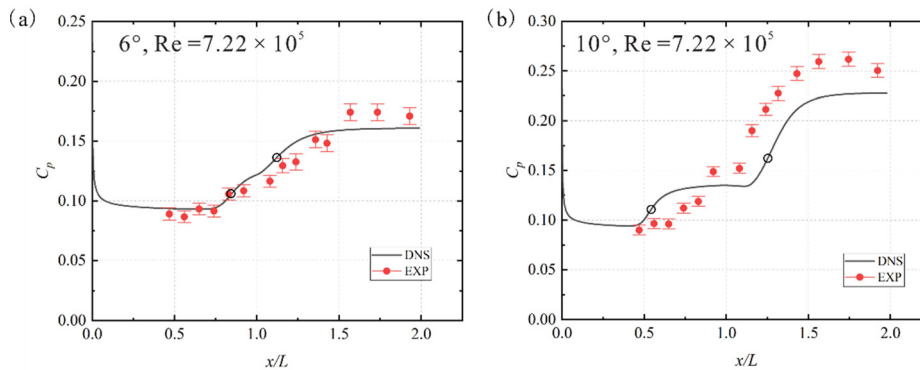 (a)
6°, Re = 7.22 × 10⁵
0.25
0.20
0.15
0.10
0.05
0.00
C_p
DNS
EXP
0.0 0.5 1.0 1.5 2.0
x/L
(b)
10°, Re = 7.22 × 10⁵
0.30
0.25
0.20
0.15
0.10
0.05
0.00
C_p
DNS
EXP
0.0 0.5 1.0 1.5 2.0
x/L